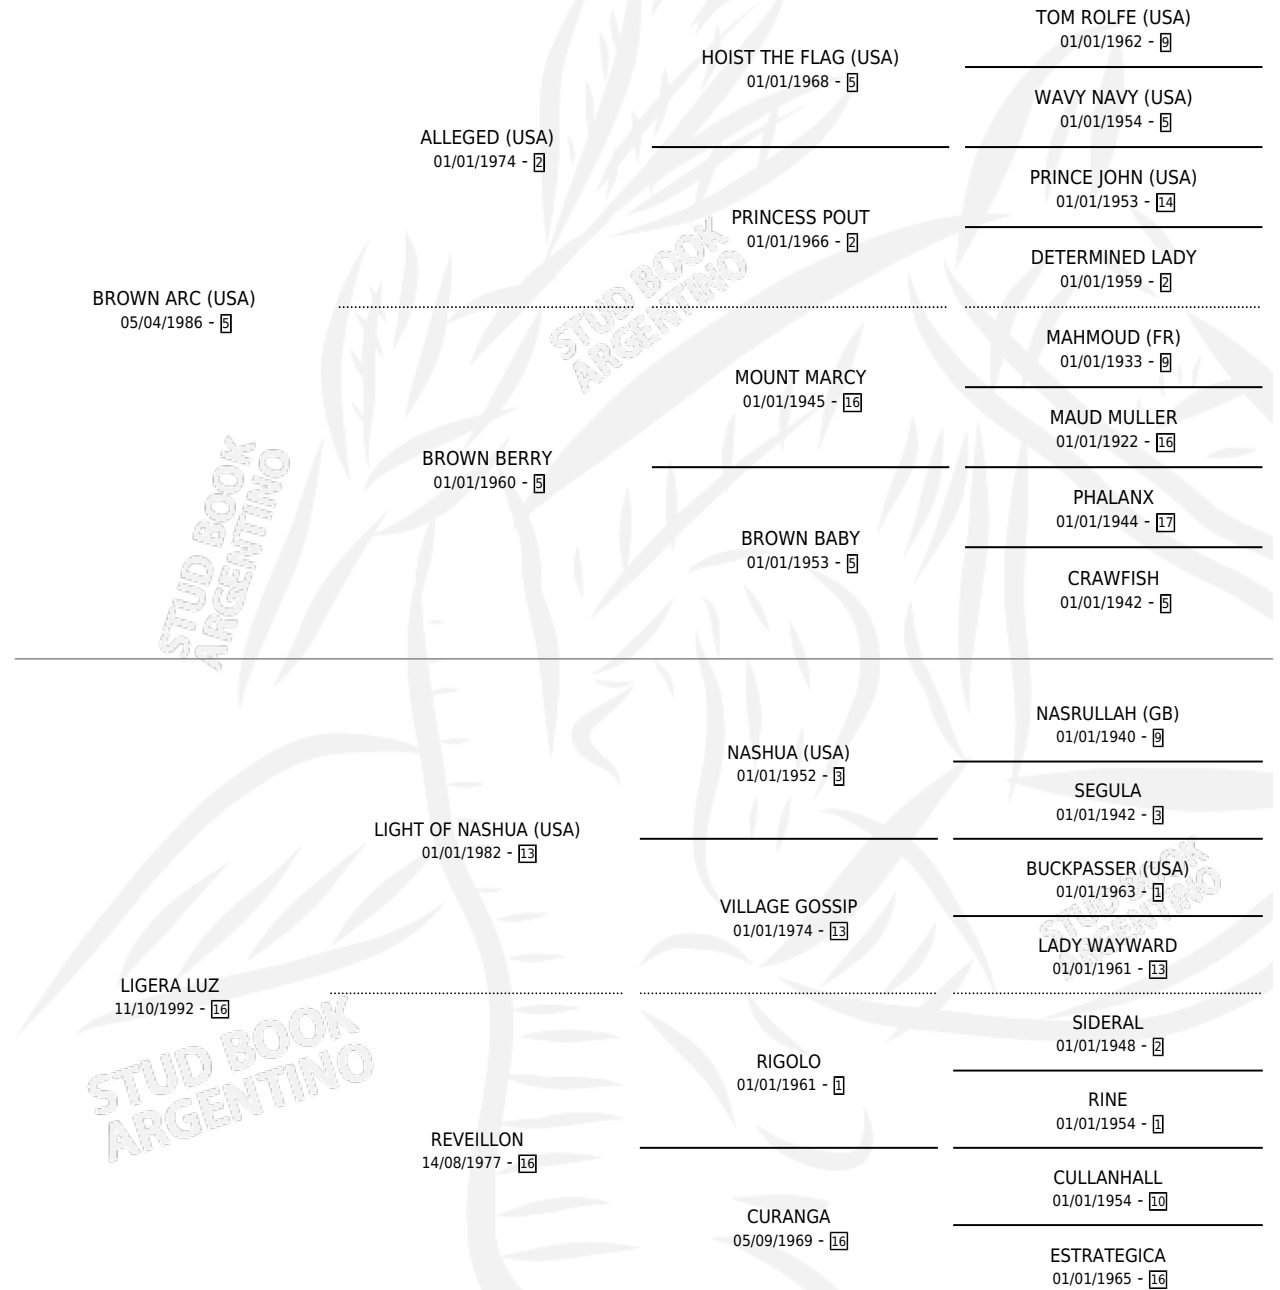 TOM ROLFE (USA)
01/01/1962 - 9
HOIST THE FLAG (USA)
01/01/1968 - 5
WAVY NAVY (USA)
01/01/1954 - 5
ALLEGED (USA)
01/01/1974 - 2
PRINCE JOHN (USA)
01/01/1953 - 14
PRINCESS POUT
01/01/1966 - 2
DETERMINED LADY
01/01/1959 - 2
BROWN ARC (USA)
05/04/1986 - 5
MAHMOUD (FR)
01/01/1933 - 9
MOUNT MARCY
01/01/1945 - 16
MAUD MULLER
01/01/1922 - 16
BROWN BERRY
01/01/1960 - 5
PHALANX
01/01/1944 - 17
BROWN BABY
01/01/1953 - 5
CRAWFISH
01/01/1942 - 5
STUD BOOK
ARGENTINO
STUD BOOK
ARGENTINO
NASRULLAH (GB)
01/01/1940 - 9
NASHUA (USA)
01/01/1952 - 3
SEGULA
01/01/1942 - 3
LIGHT OF NASHUA (USA)
01/01/1982 - 13
BUCKPASSER (USA)
01/01/1963 - 1
VILLAGE GOSSIP
01/01/1974 - 13
LADY WAYWARD
01/01/1961 - 13
STUD BOOK
ARGENTINO
LIGERA LUZ
11/10/1992 - 16
SIDERAL
01/01/1948 - 2
RIGOLO
01/01/1961 - 1
RINE
01/01/1954 - 1
STUD BOOK
ARGENTINO
REVEILLON
14/08/1977 - 16
CULLANHALL
01/01/1954 - 10
CURANGA
05/09/1969 - 16
ESTRATEGICA
01/01/1965 - 16